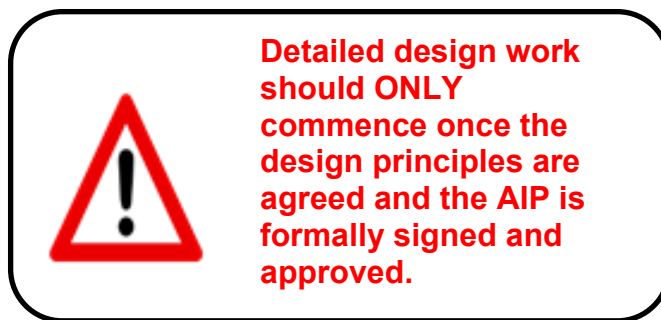 Detailed design work
should ONLY
commence once the
design principles are
agreed and the AIP is
formally signed and
approved.